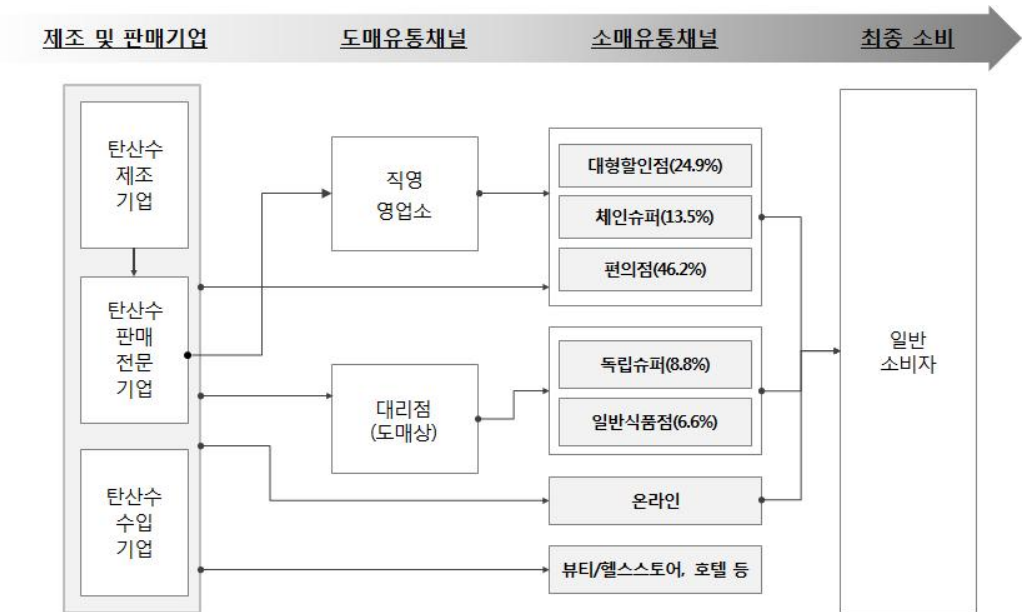 제조 및 판매기업
도매유통채널
소매유통채널
최종 소비
탄산수
제조
기업
탄산수
판매
전문
기업
탄산수
수입
기업
직영
영업소
대리점
(도매상)
대형할인점(24.9%)
체인슈퍼(13.5%)
편의점(46.2%)
독립슈퍼(8.8%)
일반식품점(6.6%)
온라인
뷰티/헬스스토어, 호텔 등
일반
소비자